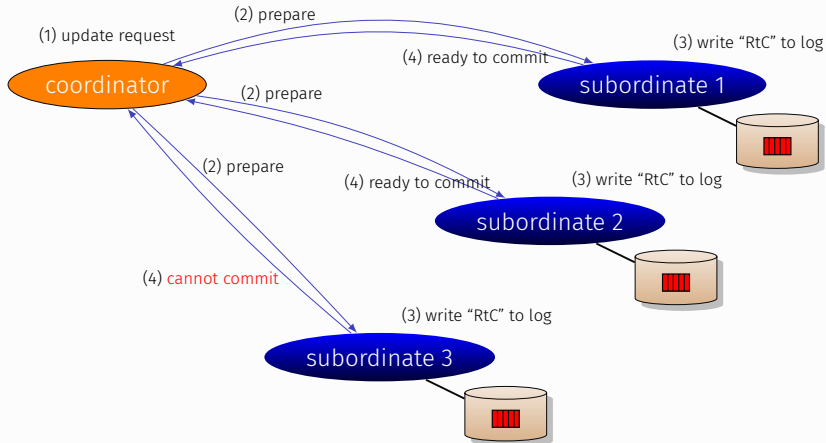 (2) prepare
(1) update request
(3) write “RtC” to log
(4) ready to commit
coordinator
subordinate 1
(2) prepare
(2) prepare
(4) ready to commit
(3) write “RtC” to log
subordinate 2
(4) cannot commit
(3) write “RtC” to log
subordinate 3